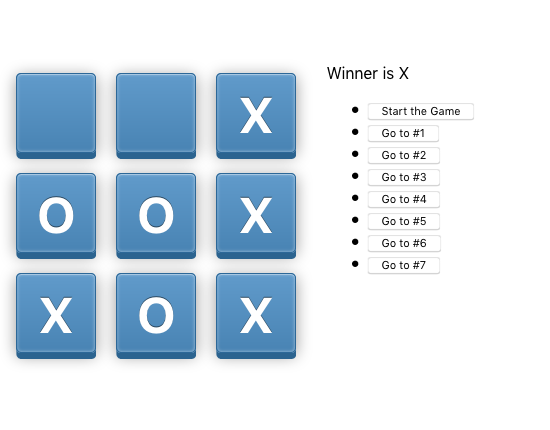 Winner is X
X
Start the Game
Go to #1
Go to #2
Go to #3
O O X
Go to #4
Go to #5
Go to #6
Go to #7
X O X